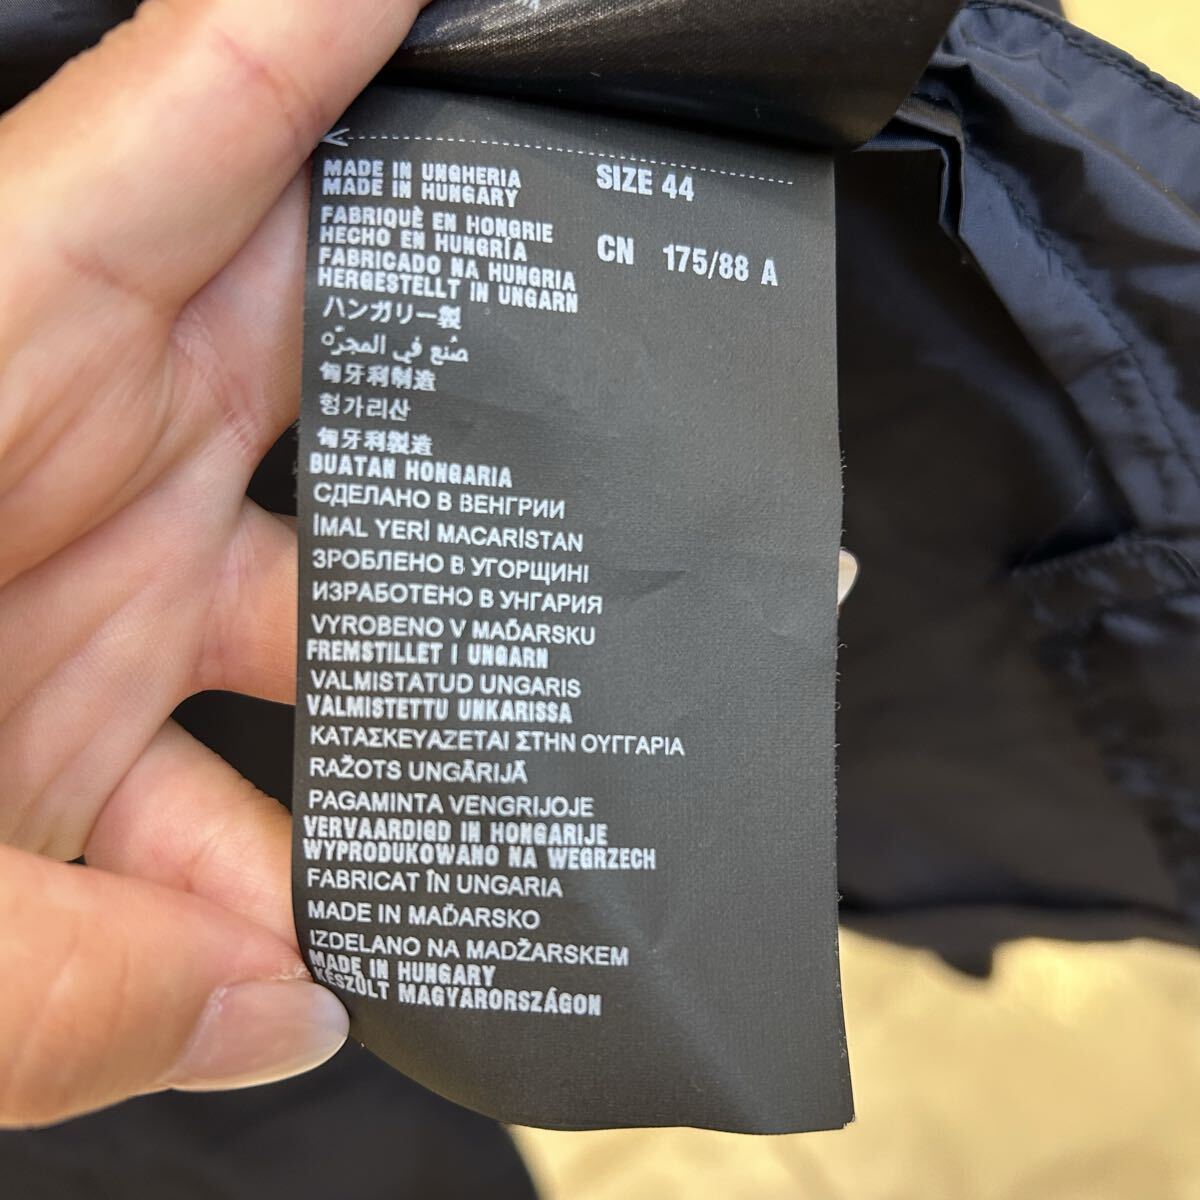 MADE IN UNGHERIA
MADE IN HUNGARY
FABRIQUÈ EN HONGRIE
HECHO EN HUNGRÍA
FABRICADO NA HUNGRIA
HERGESTELLT IN UNGARN
ハンガリー製
صُنع في المجرّه
匈牙利制造
헝가리산
匈牙利製造
BUATAN HONGARIA
СДЕЛАНО В ВЕНГРИИ
İMAL YERİ MACARİSTAN
ЗРОБЛЕНО В УГОРЩИНІ
ИЗРАБОТЕНО В УНГАРИЯ
VYROBENO V MAĎARSKU
FREMSTILLET I UNGARN
VALMISTATUD UNGARIS
VALMISTETTU UNKARISSA
ΚΑΤΑΣΚΕΥΑΖΕΤΑΙ ΣΤΗΝ ΟΥΓΓΑΡΙΑ
RAŽOTS UNGĀRIJĀ
PAGAMINTA VENGRIJOJE
VERVAARDIGD IN HONGARIJE
WYPRODUKOWANO NA WEGRZECH
FABRICAT ÎN UNGARIA
MADE IN MAĎARSKO
IZDELANO NA MADŽARSKEM
MADE IN HUNGARY
KÉSZÜLT MAGYARORSZÁGON
SIZE 44
CN 175/88 A